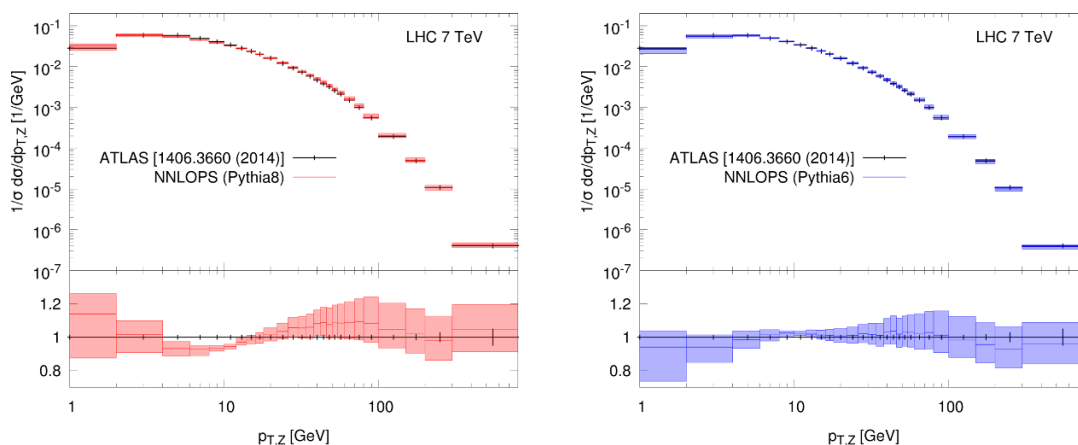 10⁻¹
10⁻²
10⁻³
10⁻⁴
10⁻⁵
10⁻⁶
10⁻⁷
1/σ dσ/dp_T,Z [1/GeV]
LHC 7 TeV
ATLAS [1406.3660 (2014)]
NNLOPS (Pythia8)
1.2
1
0.8
1
10
100
p_T,Z [GeV]
10⁻¹
10⁻²
10⁻³
10⁻⁴
10⁻⁵
10⁻⁶
10⁻⁷
1/σ dσ/dp_T,Z [1/GeV]
LHC 7 TeV
ATLAS [1406.3660 (2014)]
NNLOPS (Pythia6)
1.2
1
0.8
1
10
100
p_T,Z [GeV]